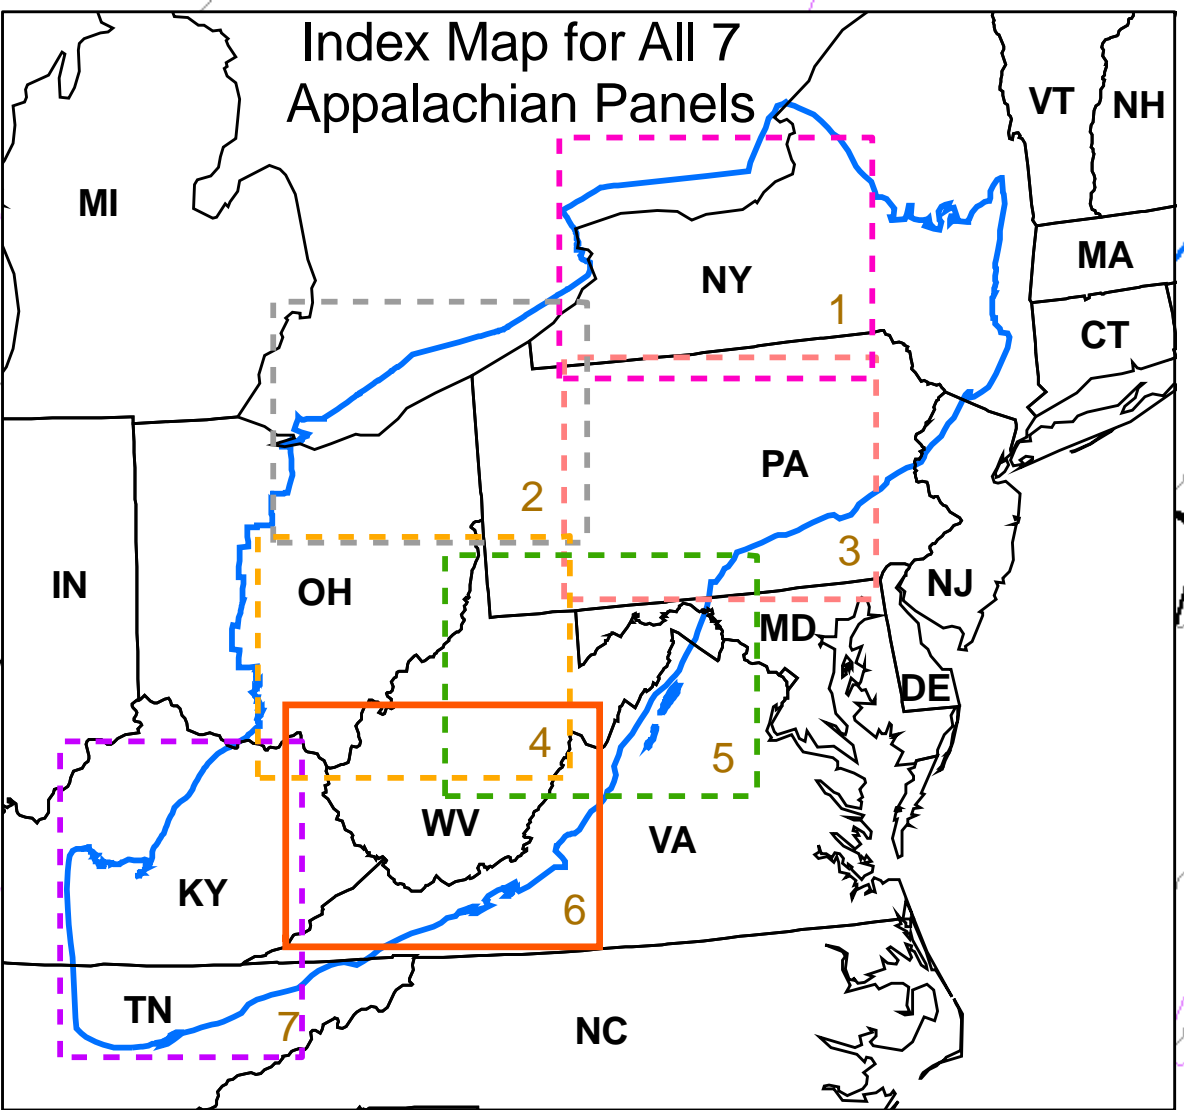 Index Map for All 7
Appalachian Panels
VT
NH
MI
MA
NY
1
CT
PA
2
3
IN
OH
NJ
MD
DE
4
5
WV
VA
KY
6
TN
7
NC